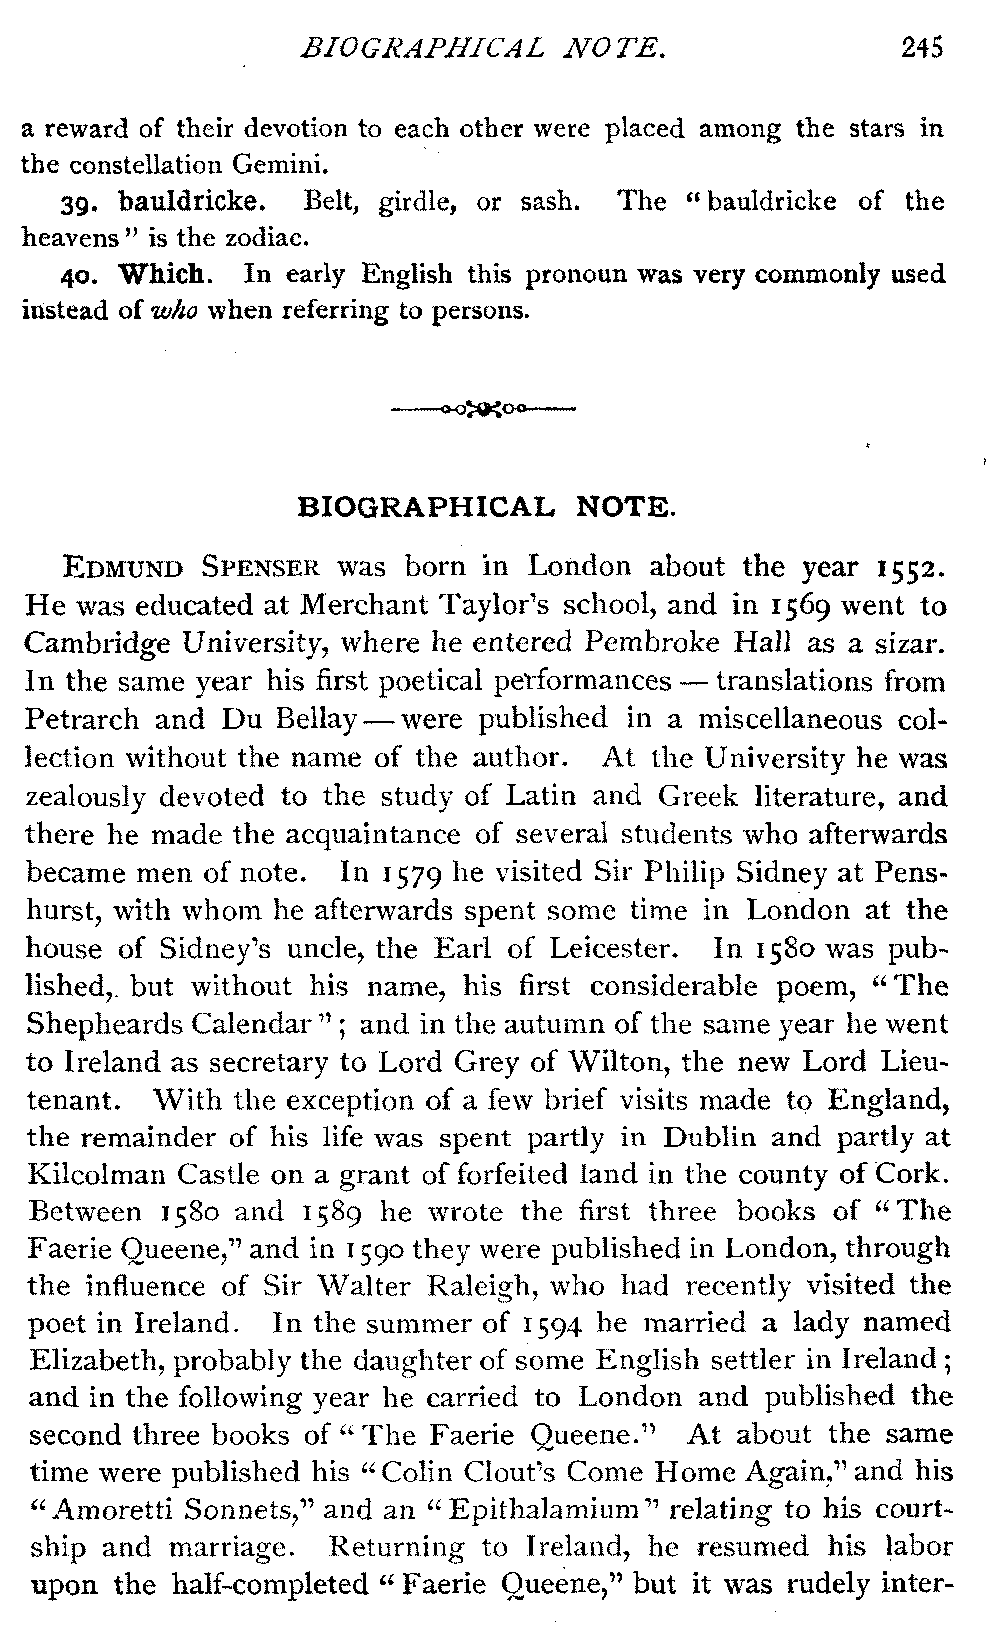 BIOGRAPHICAL NOTE. 245
a reward of their devotion to each other were placed among the stars in
the constellation Gemini.
39. bauldricke. Belt, girdle, or sash. The “bauldricke of the
heavens” is the zodiac.
40. Which. In early English this pronoun was very commonly used
instead of who when referring to persons.
BIOGRAPHICAL NOTE.
EDMUND SPENSER was born in London about the year 1552.
He was educated at Merchant Taylor's school, and in 1569 went to
Cambridge University, where he entered Pembroke Hall as a sizar.
In the same year his first poetical performances — translations from
Petrarch and Du Bellay — were published in a miscellaneous col-
lection without the name of the author. At the University he was
zealously devoted to the study of Latin and Greek literature, and
there he made the acquaintance of several students who afterwards
became men of note. In 1579 he visited Sir Philip Sidney at Pens-
hurst, with whom he afterwards spent some time in London at the
house of Sidney's uncle, the Earl of Leicester. In 1580 was pub-
lished, but without his name, his first considerable poem, “The
Shepheards Calendar”; and in the autumn of the same year he went
to Ireland as secretary to Lord Grey of Wilton, the new Lord Lieu-
tenant. With the exception of a few brief visits made to England,
the remainder of his life was spent partly in Dublin and partly at
Kilcolman Castle on a grant of forfeited land in the county of Cork.
Between 1580 and 1589 he wrote the first three books of “The
Faerie Queene,” and in 1590 they were published in London, through
the influence of Sir Walter Raleigh, who had recently visited the
poet in Ireland. In the summer of 1594 he married a lady named
Elizabeth, probably the daughter of some English settler in Ireland;
and in the following year he carried to London and published the
second three books of “The Faerie Queene.” At about the same
time were published his “Colin Clout's Come Home Again,” and his
“Amoretti Sonnets,” and an “Epithalamium” relating to his court-
ship and marriage. Returning to Ireland, he resumed his labor
upon the half-completed “Faerie Queene,” but it was rudely inter-